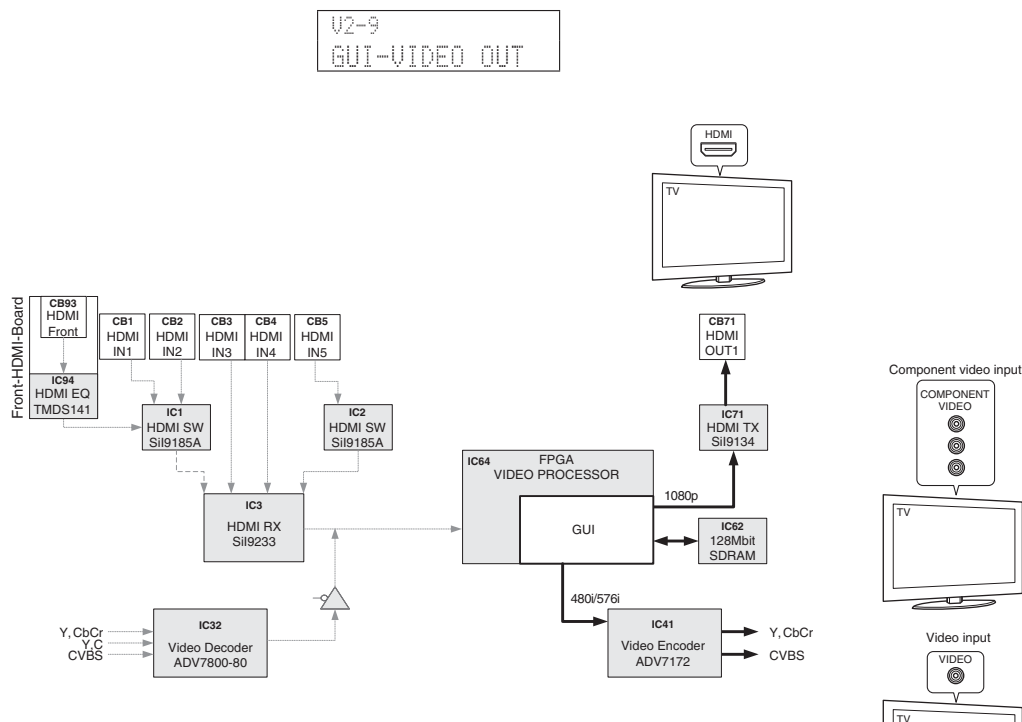 V2-9
GUI-VIDEO OUT
HDMI
TV
Front-HDMI-Board
CB93
HDMI
Front
IC94
HDMI EQ
TMDS141
CB1
HDMI
IN1
CB2
HDMI
IN2
CB3
HDMI
IN3
CB4
HDMI
IN4
CB5
HDMI
IN5
CB71
HDMI
OUT1
IC1
HDMI SW
SiI9185A
IC2
HDMI SW
SiI9185A
IC71
HDMI TX
SiI9134
Component video input
COMPONENT
VIDEO
TV
IC64
FPGA
VIDEO PROCESSOR
GUI
1080p
IC3
HDMI RX
SiI9233
IC62
128Mbit
SDRAM
480i/576i
Y, CbCr
Y,C
CVBS
IC32
Video Decoder
ADV7800-80
IC41
Video Encoder
ADV7172
Y, CbCr
CVBS
Video input
VIDEO
TV